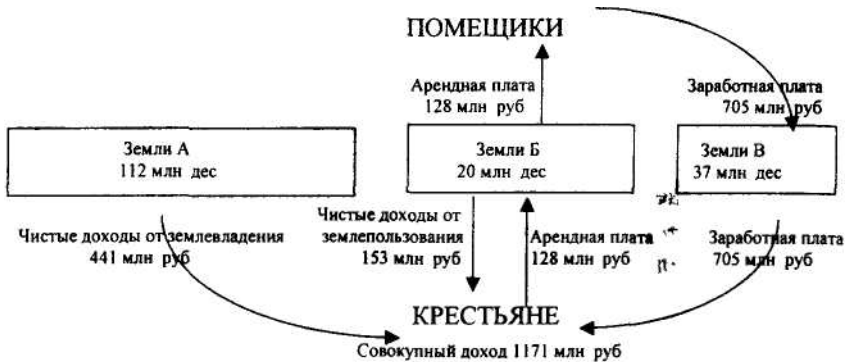 ПОМЕЩИКИ
Арендная плата
128 млн руб
Заработная плата
705 млн руб
Земли А
112 млн дес
Земли Б
20 млн дес
Земли В
37 млн дес
Чистые доходы от землевладения
441 млн руб
Чистые доходы от
землепользования
153 млн руб
Арендная плата
128 млн руб
Заработная плата
705 млн руб
КРЕСТЬЯНЕ
Совокупный доход 1171 млн руб